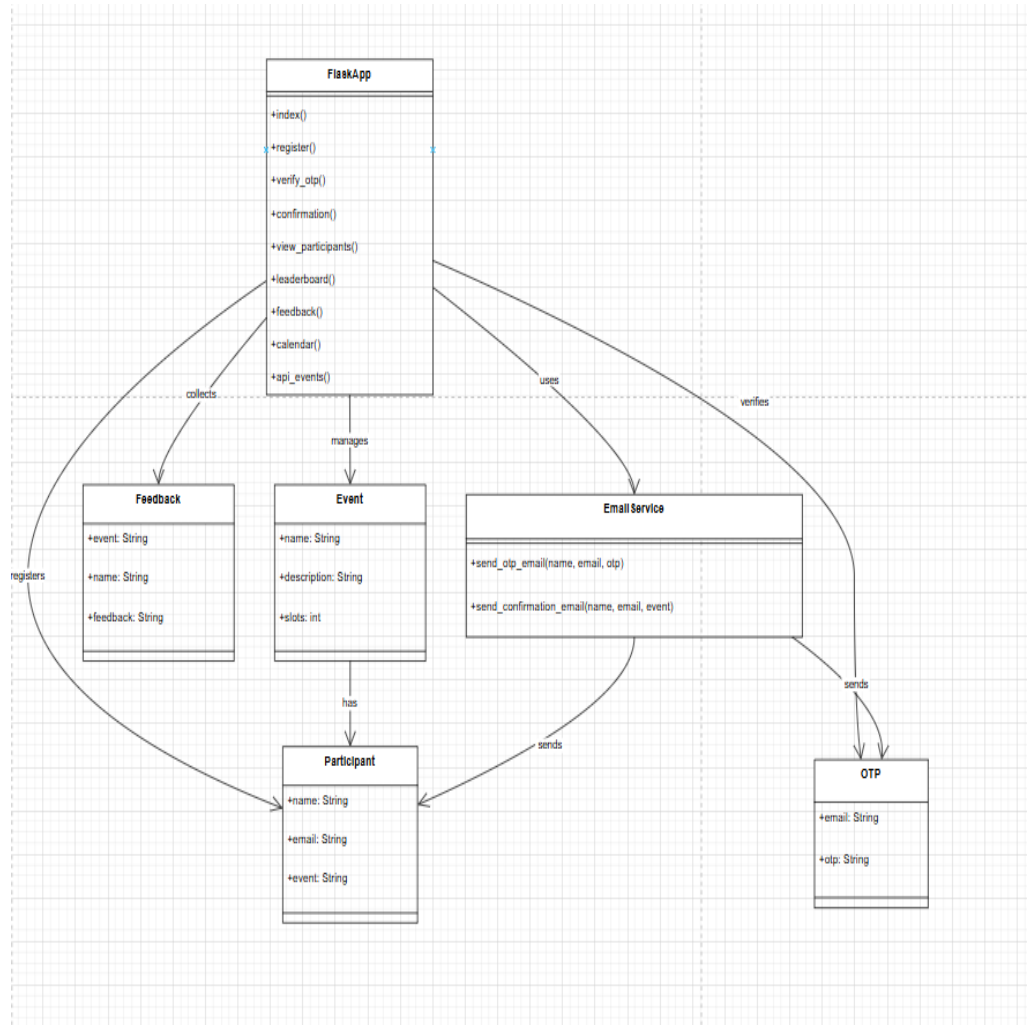 FlaskApp
+index()
+register()
+verify_otp()
+confirmation()
+view_participants()
+leaderboard()
+feedback()
+calendar()
+api_events()
collects
uses
verifies
manages
registers
Feedback
+event: String
+name: String
+feedback: String
Event
+name: String
+description: String
+slots: int
EmailService
+send_otp_email(name, email, otp)
+send_confirmation_email(name, email, event)
has
sends
sends
Participant
+name: String
+email: String
+event: String
OTP
+email: String
+otp: String